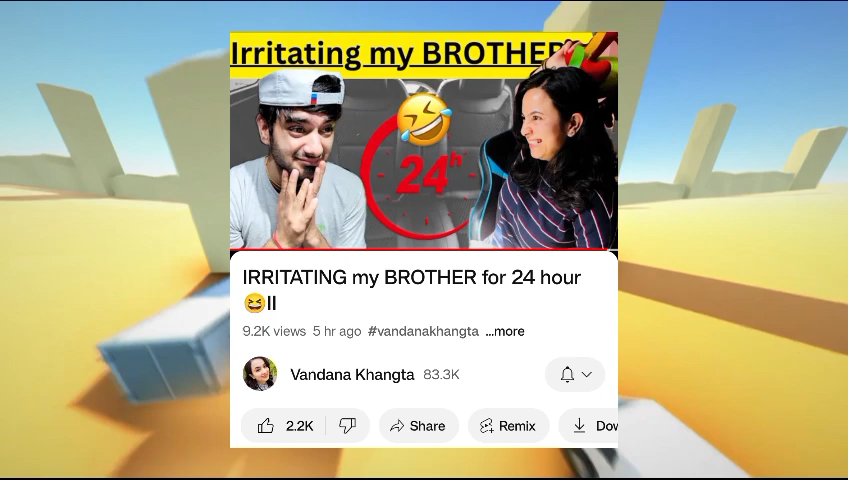 Irritating my BROTHER
24h
IRRITATING my BROTHER for 24 hour
😆II
9.2K views 5 hr ago #vandanakhangta ...more
Vandana Khangta 83.3K
2.2K Share Remix Dow